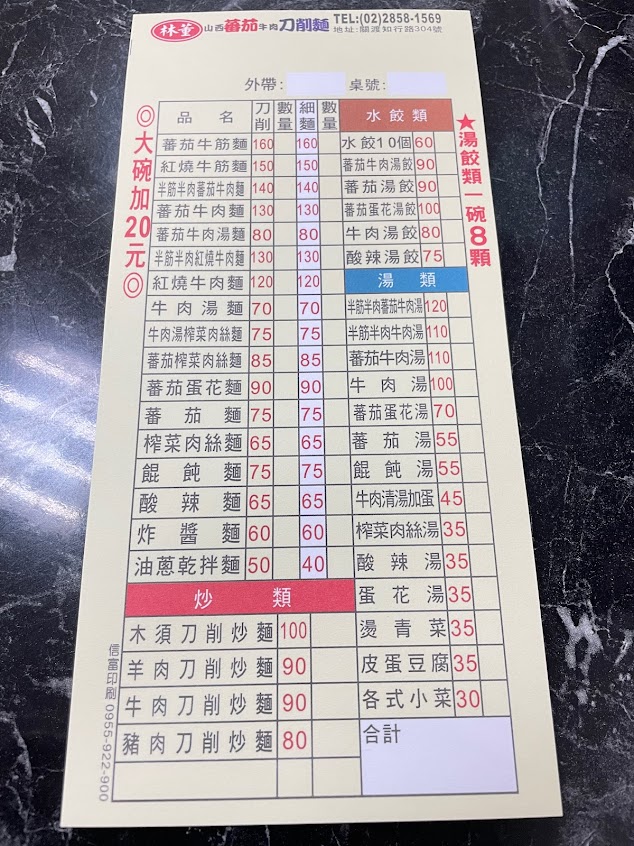 林董 山西蕃茄牛肉刀削麵 TEL:(02)2858-1569
地址:關渡知行路304號
外帶: 桌號:
◎大碗加20元◎
品名 刀削 數量 細麵 數量
蕃茄牛筋麵 160 160
紅燒牛筋麵 150 150
半筋半肉蕃茄牛肉麵 140 140
蕃茄牛肉麵 130 130
蕃茄牛肉湯麵 80 80
半筋半肉紅燒牛肉麵 130 130
紅燒牛肉麵 120 120
牛肉湯麵 70 70
牛肉湯榨菜肉絲麵 75 75
蕃茄榨菜肉絲麵 85 85
蕃茄蛋花麵 90 90
蕃茄麵 75 75
榨菜肉絲麵 65 65
餛飩麵 75 75
酸辣麵 65 65
炸醬麵 60 60
油蔥乾拌麵 50 40
炒類
木須刀削炒麵 100
羊肉刀削炒麵 90
牛肉刀削炒麵 90
豬肉刀削炒麵 80
水餃類
水餃10個 60
蕃茄牛肉湯餃 90
蕃茄湯餃 90
蕃茄蛋花湯餃 100
牛肉湯餃 80
酸辣湯餃 75
湯類
半筋半肉蕃茄牛肉湯 120
半筋半肉牛肉湯 110
蕃茄牛肉湯 110
牛肉湯 100
蕃茄蛋花湯 70
蕃茄湯 55
餛飩湯 55
牛肉清湯加蛋 45
榨菜肉絲湯 35
酸辣湯 35
蛋花湯 35
燙青菜 35
皮蛋豆腐 35
各式小菜 30
合計
★湯餃類一碗8顆
信富印刷 0955-922-900